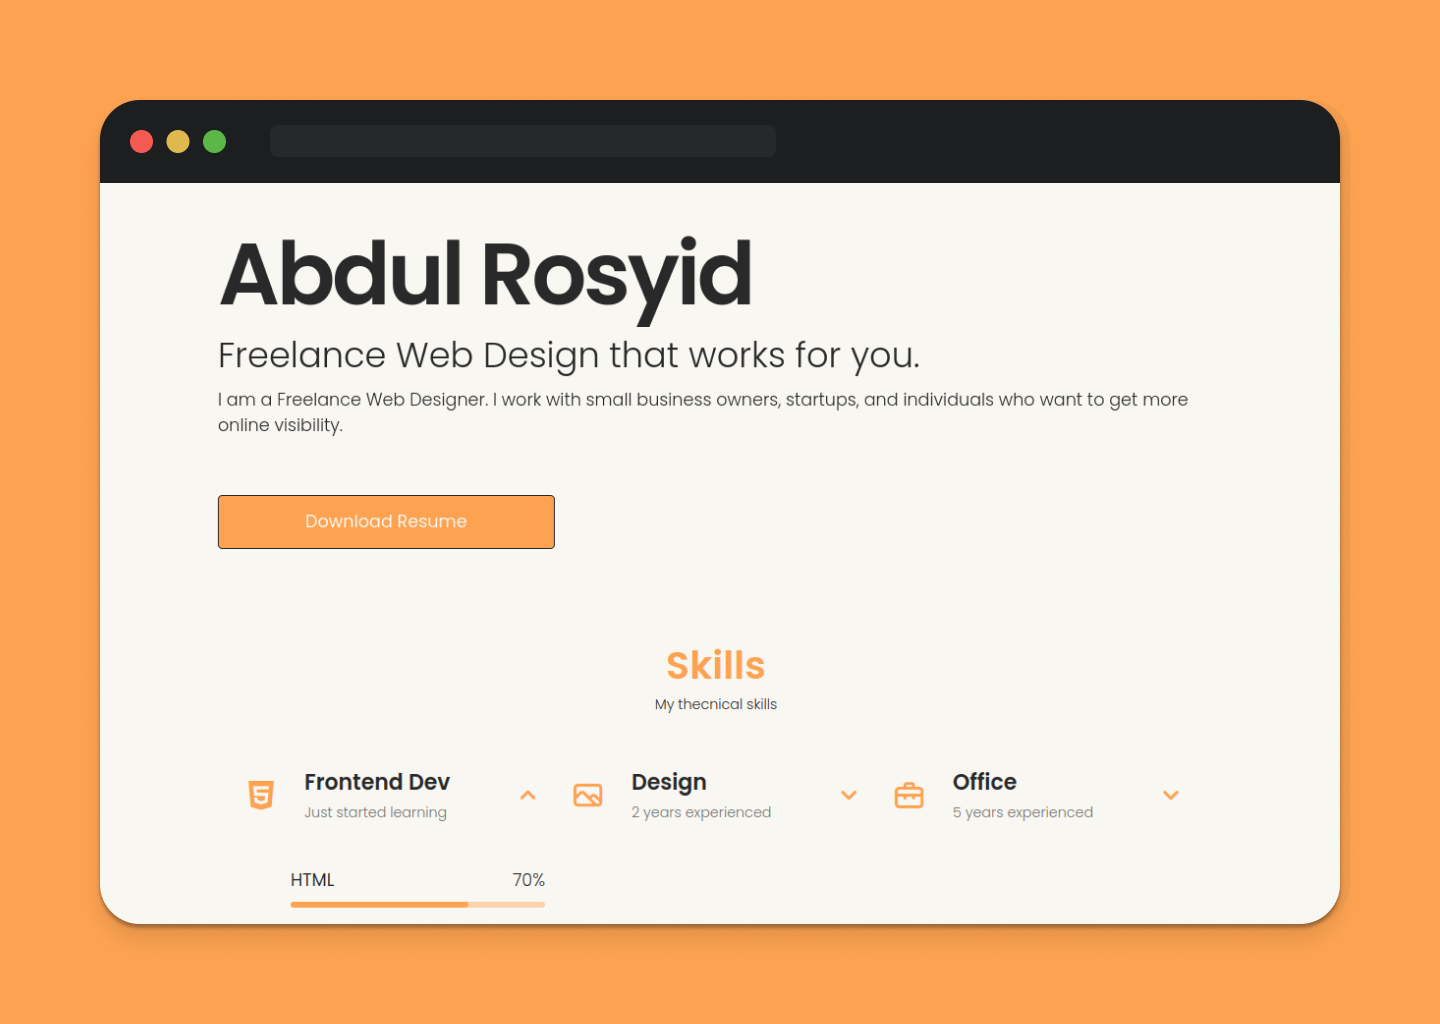 Abdul Rosyid
Freelance Web Design that works for you.
I am a Freelance Web Designer. I work with small business owners, startups, and individuals who want to get more
online visibility.
Download Resume
Skills
My thecnical skills
Frontend Dev
Just started learning
Design
2 years experienced
Office
5 years experienced
HTML 70%